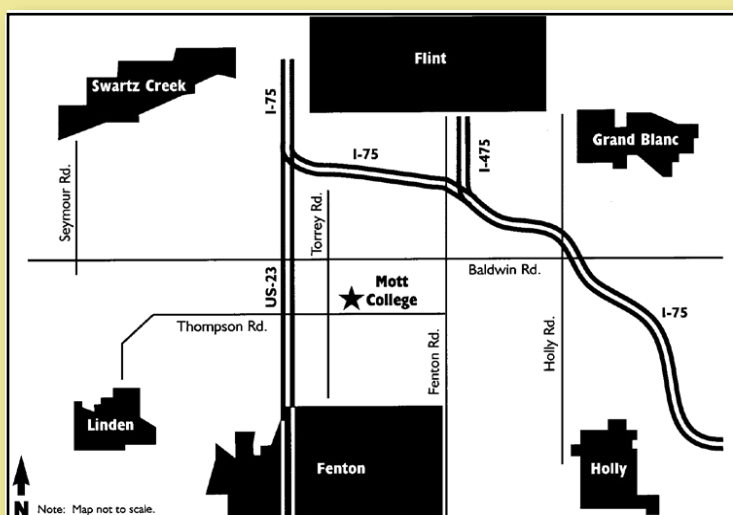 Flint
Swartz Creek
I-75
Grand Blanc
I-75
I-475
Seymour Rd.
Torrey Rd.
US-23
Mott
College
Baldwin Rd.
Thompson Rd.
Fenton Rd.
Holly Rd.
I-75
Linden
Fenton
Holly
N Note: Map not to scale.